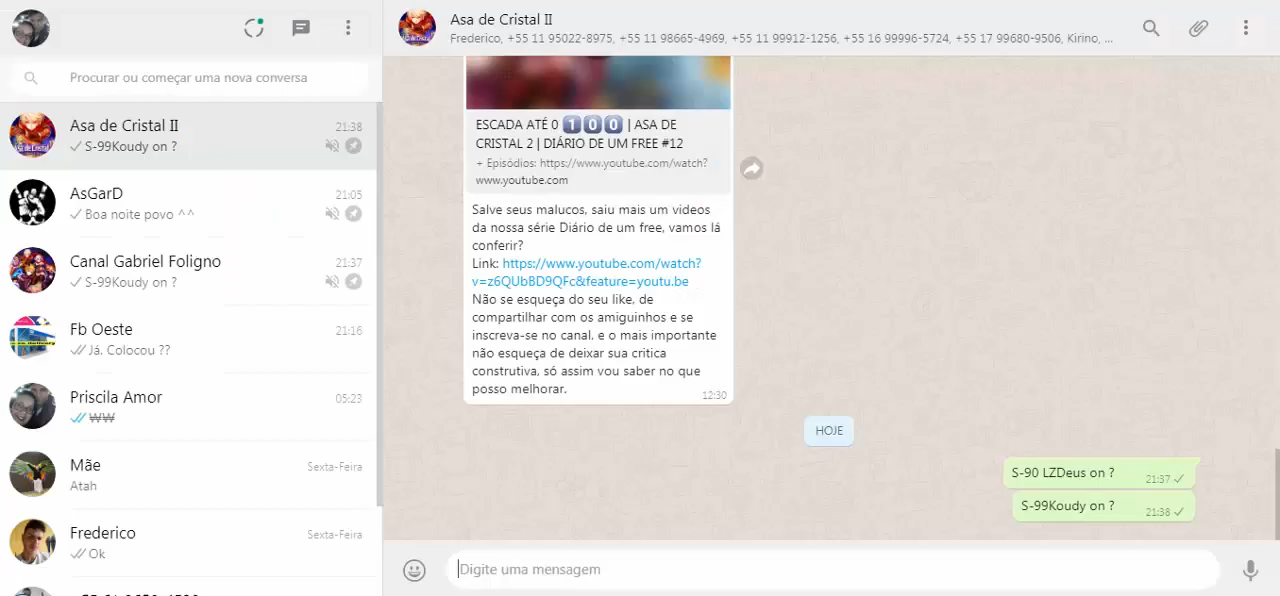 Procurar ou começar uma nova conversa
Asa de Cristal II
21:38
S-99Koudy on ?
AsGarD
21:05
Boa noite povo ^^
Canal Gabriel Foligno
21:37
S-99Koudy on ?
Fb Oeste
21:16
Já. Colocou ??
Priscila Amor
05:23
WW
Mãe
Sexta-Feira
Atah
Frederico
Sexta-Feira
Ok
Asa de Cristal II
Frederico, +55 11 95022-8975, +55 11 98665-4969, +55 11 99912-1256, +55 16 99996-5724, +55 17 99680-9506, Kirino, ...
ESCADA ATÉ 0 1️⃣0️⃣0️⃣ | ASA DE
CRISTAL 2 | DIÁRIO DE UM FREE #12
+ Episódios: https://www.youtube.com/watch?
www.youtube.com
Salve seus malucos, saiu mais um videos
da nossa série Diário de um free, vamos lá
conferir?
Link: https://www.youtube.com/watch?
v=z6QUbBD9QFc&feature=youtu.be
Não se esqueça do seu like, de
compartilhar com os amiguinhos e se
inscreva-se no canal, e o mais importante
não esqueça de deixar sua critica
construtiva, só assim vou saber no que
posso melhorar.
12:30
HOJE
S-90 LZDeus on ?
21:37
S-99Koudy on ?
21:38
Digite uma mensagem